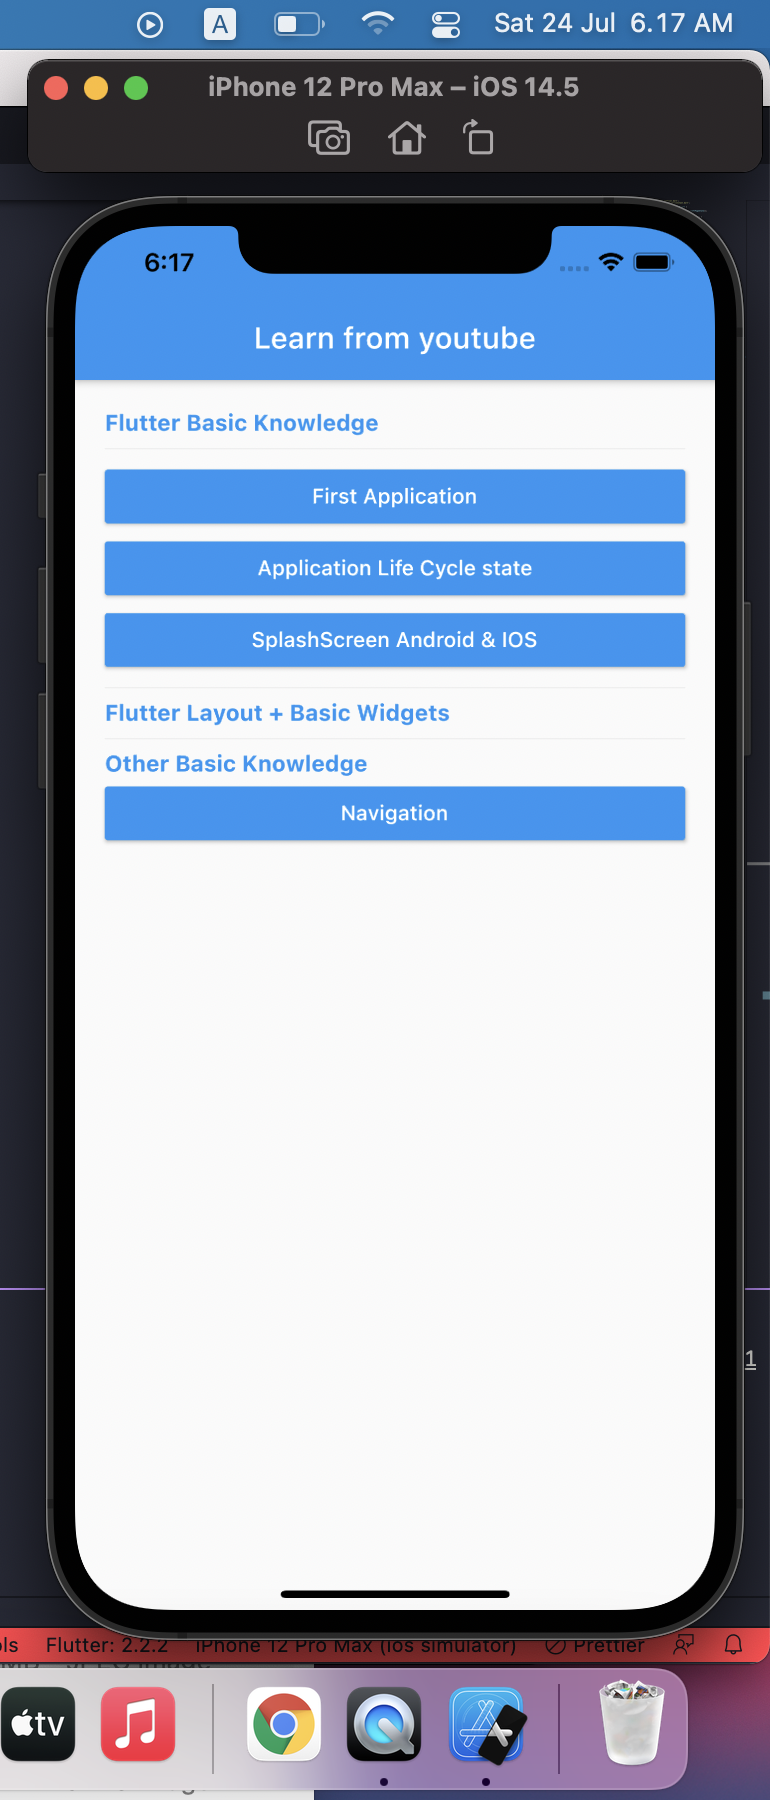 A Sat 24 Jul 6.17 AM
iPhone 12 Pro Max – iOS 14.5
6:17
Learn from youtube
Flutter Basic Knowledge
First Application
Application Life Cycle state
SplashScreen Android & IOS
Flutter Layout + Basic Widgets
Other Basic Knowledge
Navigation
1
ols Flutter: 2.2.2 iPhone 12 Pro Max (ios simulator) Prettier
tv